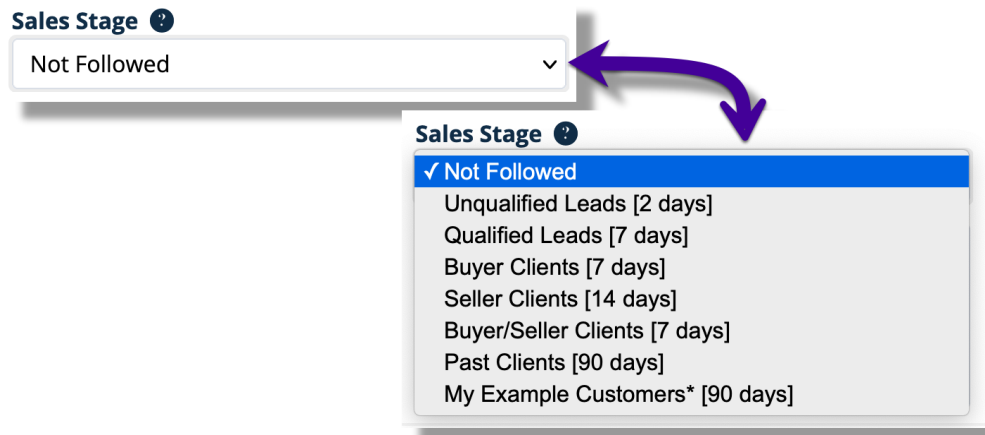 Sales Stage ?
Not Followed
Sales Stage ?
✓ Not Followed
Unqualified Leads [2 days]
Qualified Leads [7 days]
Buyer Clients [7 days]
Seller Clients [14 days]
Buyer/Seller Clients [7 days]
Past Clients [90 days]
My Example Customers* [90 days]